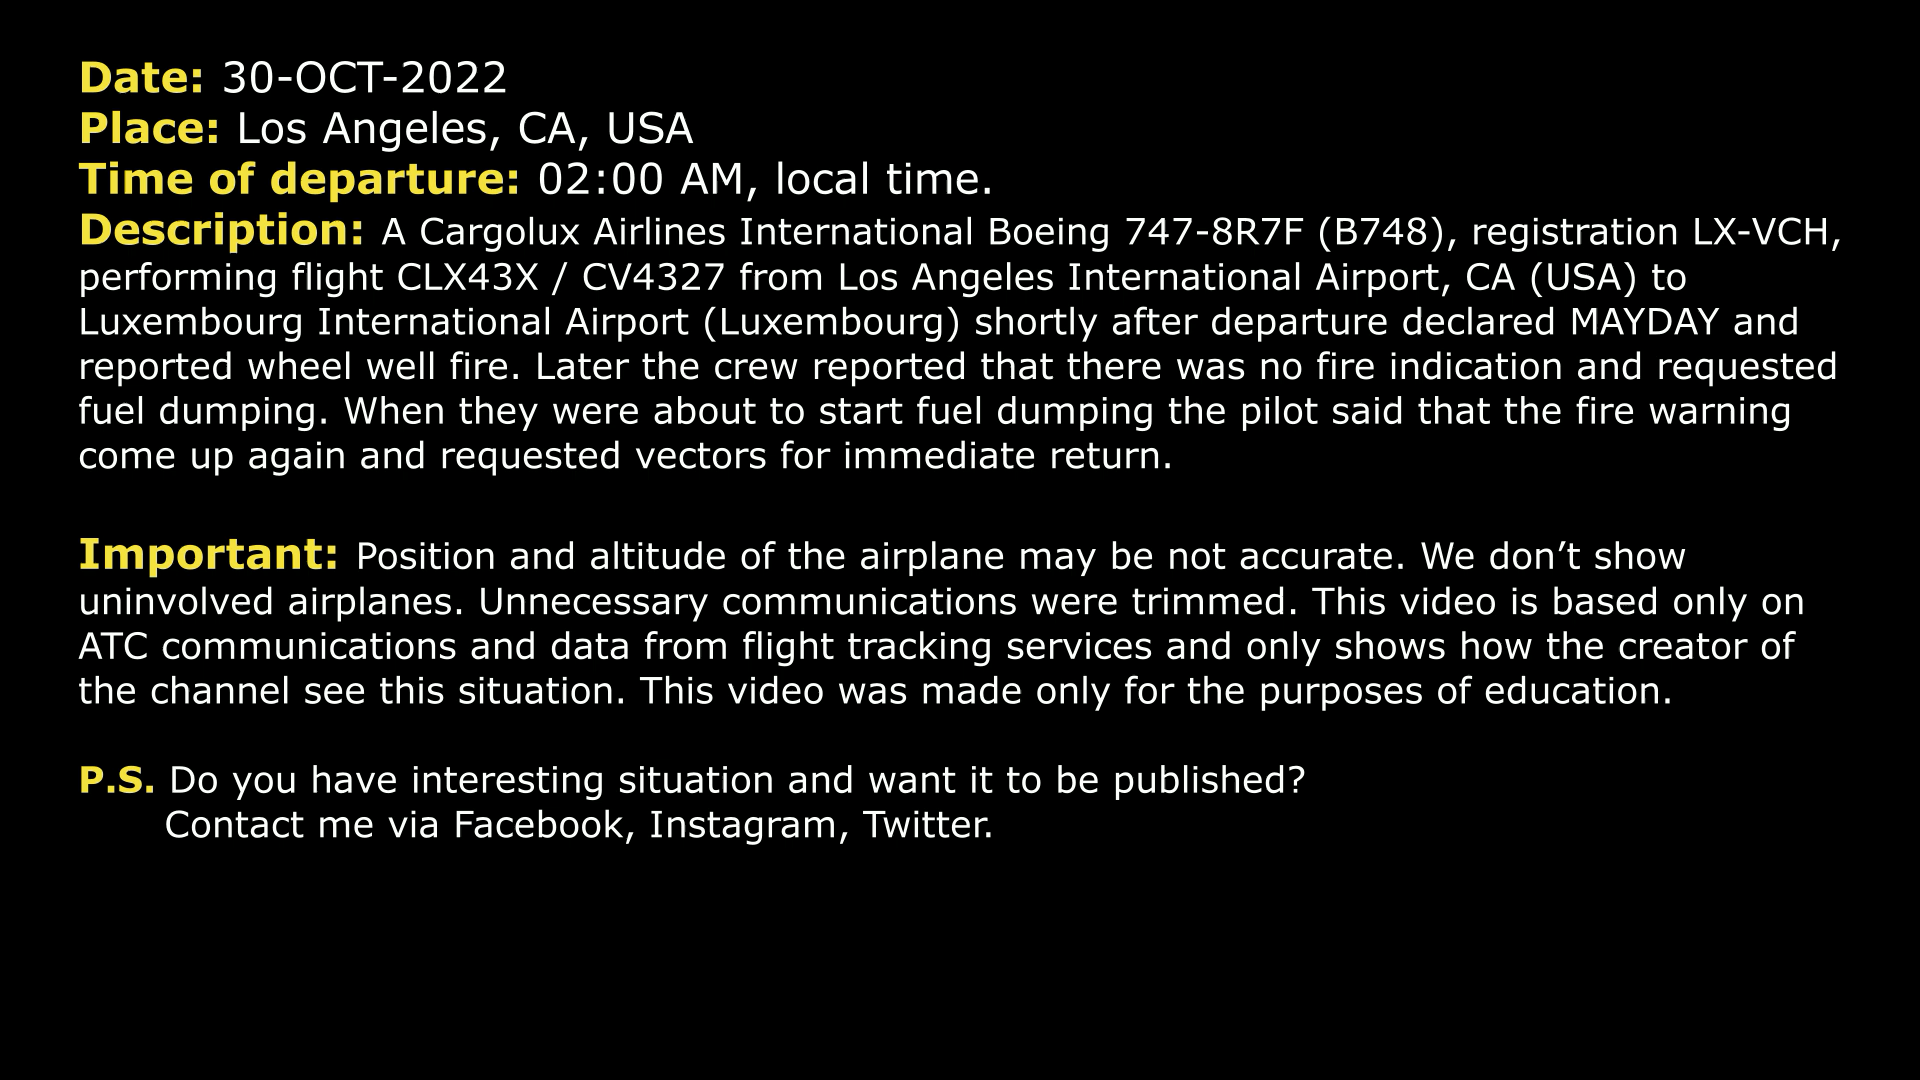 Date: 30-OCT-2022
Place: Los Angeles, CA, USA
Time of departure: 02:00 AM, local time.
Description: A Cargolux Airlines International Boeing 747-8R7F (B748), registration LX-VCH,
performing flight CLX43X / CV4327 from Los Angeles International Airport, CA (USA) to
Luxembourg International Airport (Luxembourg) shortly after departure declared MAYDAY and
reported wheel well fire. Later the crew reported that there was no fire indication and requested
fuel dumping. When they were about to start fuel dumping the pilot said that the fire warning
come up again and requested vectors for immediate return.
Important: Position and altitude of the airplane may be not accurate. We don’t show
uninvolved airplanes. Unnecessary communications were trimmed. This video is based only on
ATC communications and data from flight tracking services and only shows how the creator of
the channel see this situation. This video was made only for the purposes of education.
P.S. Do you have interesting situation and want it to be published?
Contact me via Facebook, Instagram, Twitter.